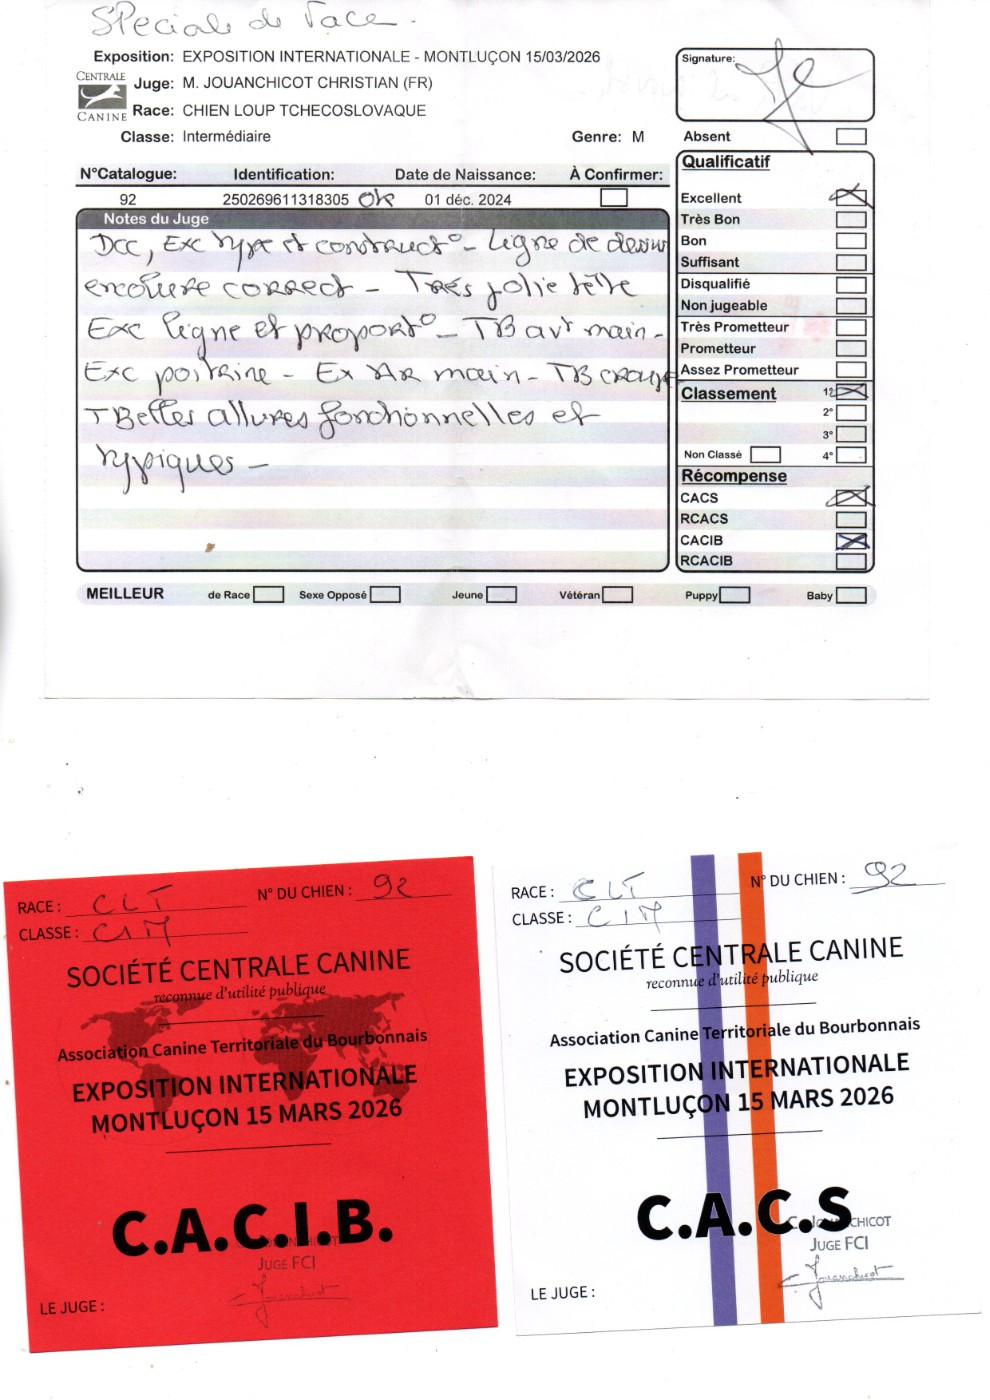 Spéciale de race.
Exposition: EXPOSITION INTERNATIONALE - MONTLUÇON 15/03/2026
CENTRALE CANINE
Juge: M. JOUANCHICOT CHRISTIAN (FR)
Race: CHIEN LOUP TCHECOSLOVAQUE
Classe: Intermédiaire Genre: M
Signature:
Absent
N°Catalogue: Identification: Date de Naissance: À Confirmer:
92 250269611318305 OK 01 déc. 2024
Notes du Juge
DCC, Exc type et construct° - Ligne de dessus
encolure correct - Très jolie tête
Exc ligne et proport° - TB avt main -
Exc poitrine - Ex AR main - TB croupe
TBelles allures fonctionnelles et
typiques -
Qualificatif
Excellent
Très Bon
Bon
Suffisant
Disqualifié
Non jugeable
Très Prometteur
Prometteur
Assez Prometteur
Classement 1°
2°
3°
Non Classé 4°
Récompense
CACS
RCACS
CACIB
RCACIB
MEILLEUR de Race Sexe Opposé Jeune Vétéran Puppy Baby
RACE : CLT N° DU CHIEN : 92
CLASSE : CIM
SOCIÉTÉ CENTRALE CANINE
reconnue d'utilité publique
Association Canine Territoriale du Bourbonnais
EXPOSITION INTERNATIONALE
MONTLUÇON 15 MARS 2026
C.A.C.I.B.
JUGE FCI
Jouanchicot
LE JUGE :
RACE : CLT N° DU CHIEN : 92
CLASSE : CIM
SOCIÉTÉ CENTRALE CANINE
reconnue d'utilité publique
Association Canine Territoriale du Bourbonnais
EXPOSITION INTERNATIONALE
MONTLUÇON 15 MARS 2026
C.A.C.S
C. JOUANCHICOT
JUGE FCI
Jouanchicot
LE JUGE :